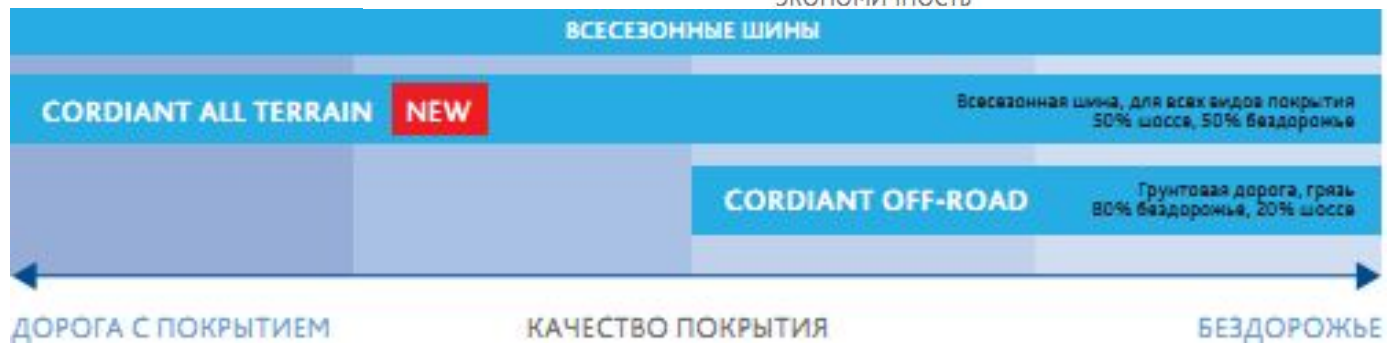 ЭКОНОМИЧНОСТЬ
ВСЕСЕЗОННЫЕ ШИНЫ
CORDIANT ALL TERRAIN NEW
Всесезонная шина, для всех видов покрытия
50% шоссе, 50% бездорожье
CORDIANT OFF-ROAD
Грунтовая дорога, грязь
80% бездорожье, 20% шоссе
ДОРОГА С ПОКРЫТИЕМ
КАЧЕСТВО ПОКРЫТИЯ
БЕЗДОРОЖЬЕ